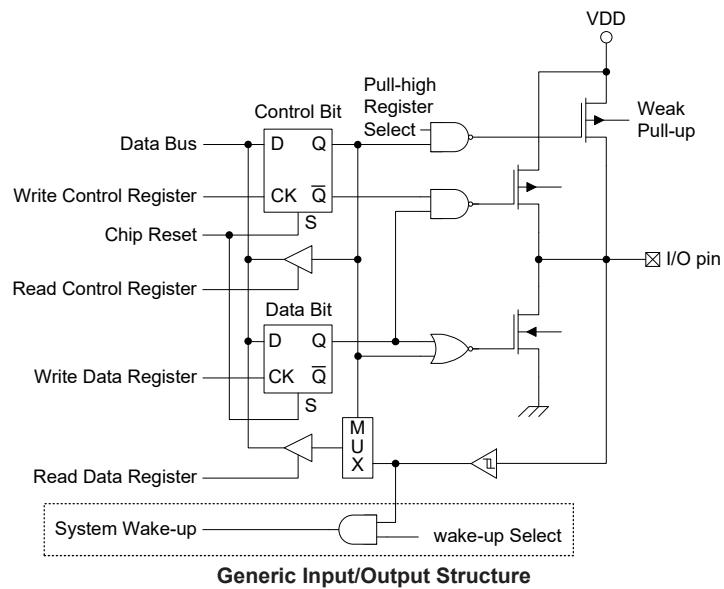 VDD
Pull-high
Register
Select
Weak
Pull-up
Control Bit
Data Bus
D Q
Write Control Register
CK Q
S
Chip Reset
I/O pin
Read Control Register
Data Bit
D Q
Write Data Register
CK Q
S
M
U
X
Read Data Register
System Wake-up
wake-up Select
Generic Input/Output Structure